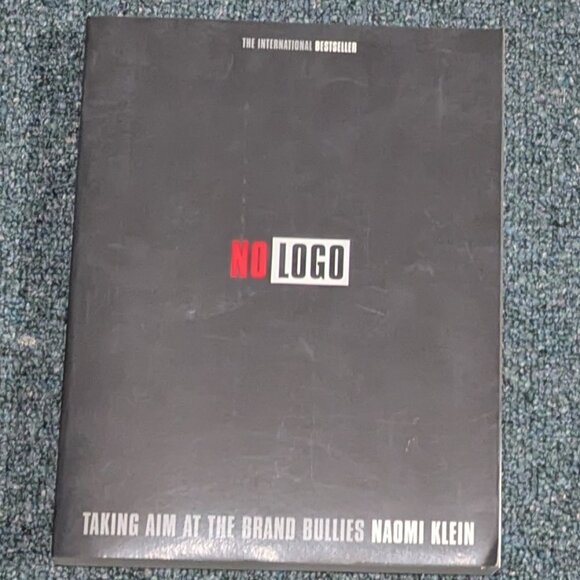 THE INTERNATIONAL BESTSELLER
NO LOGO
TAKING AIM AT THE BRAND BULLIES NAOMI KLEIN